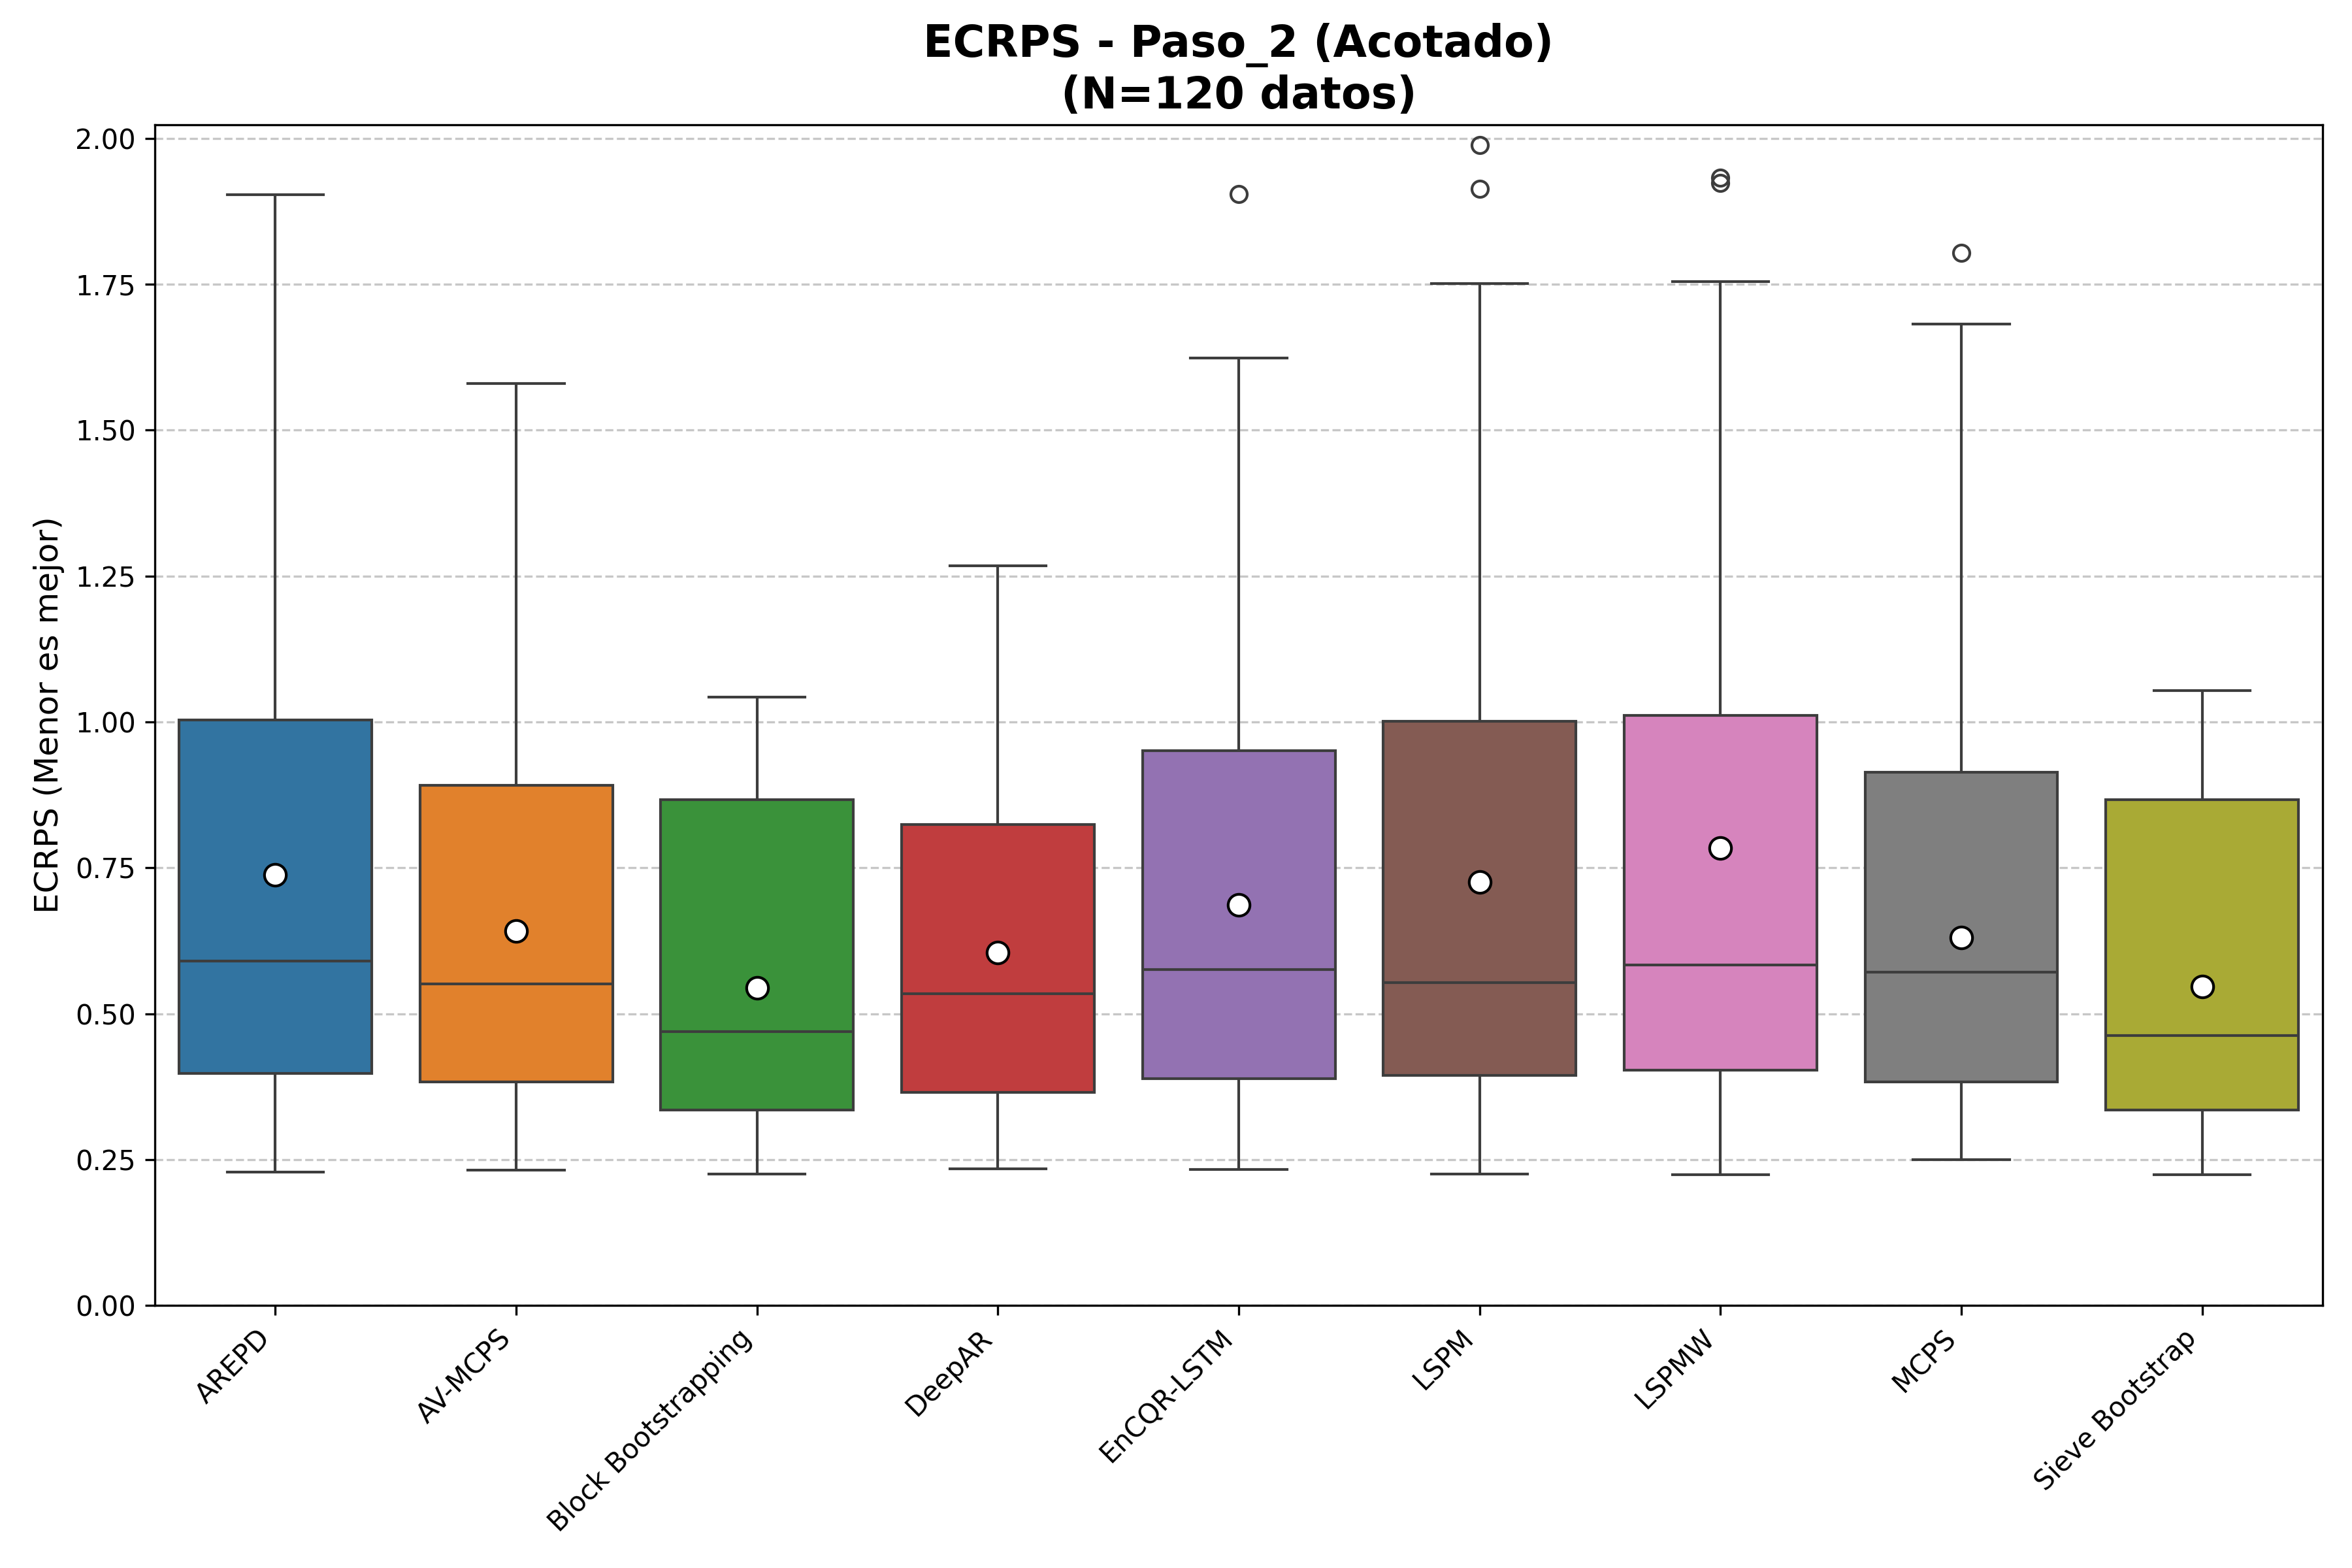 ECRPS - Paso_2 (Acotado)
(N=120 datos)
ECRPS (Menor es mejor)
2.00
1.75
1.50
1.25
1.00
0.75
0.50
0.25
0.00
AREPD
AV-MCPS
Block Bootstrapping
DeepAR
EnCQR-LSTM
LSPM
LSPMW
MCPS
Sieve Bootstrap